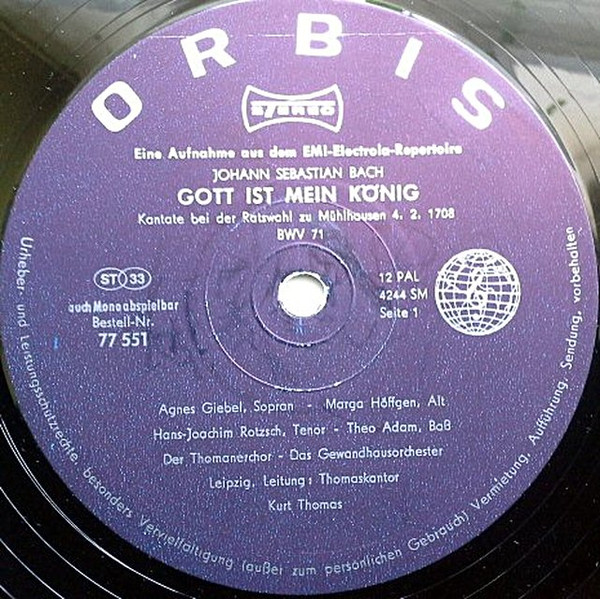 ORBIS
STEREO
Eine Aufnahme aus dem EMI-Electrola-Repertoire
JOHANN SEBASTIAN BACH
GOTT IST MEIN KÖNIG
Kantate bei der Ratswahl zu Mühlhausen 4. 2. 1708
BWV 71
ST 33
auch Mono abspielbar
Bestell-Nr.
77 551
12 PAL
4244 SM
Seite 1
Agnes Giebel, Sopran - Marga Höffgen, Alt
Hans-Joachim Rotzsch, Tenor - Theo Adam, Baß
Der Thomanerchor - Das Gewandhausorchester
Leipzig, Leitung: Thomaskantor
Kurt Thomas
Urheber- und Leistungsschutzrechte, besonders Vervielfältigung (außer zum persönlichen Gebrauch) Vermietung, Aufführung, Sendung, vorbehalten